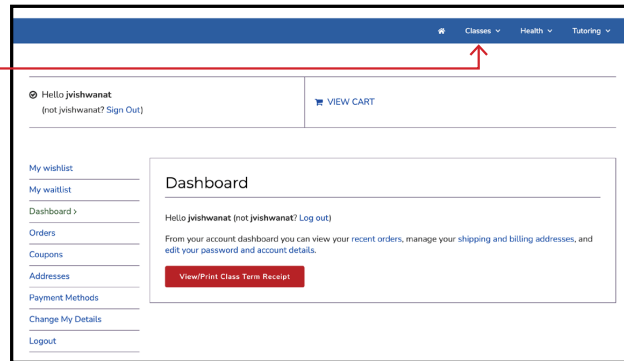 Classes Health Tutoring
Hello jvishwanat
(not jvishwanat? Sign Out)
VIEW CART
My wishlist
My waitlist
Dashboard >
Orders
Coupons
Addresses
Payment Methods
Change My Details
Logout
Dashboard
Hello jvishwanat (not jvishwanat? Log out)
From your account dashboard you can view your recent orders, manage your shipping and billing addresses, and
edit your password and account details.
View/Print Class Term Receipt